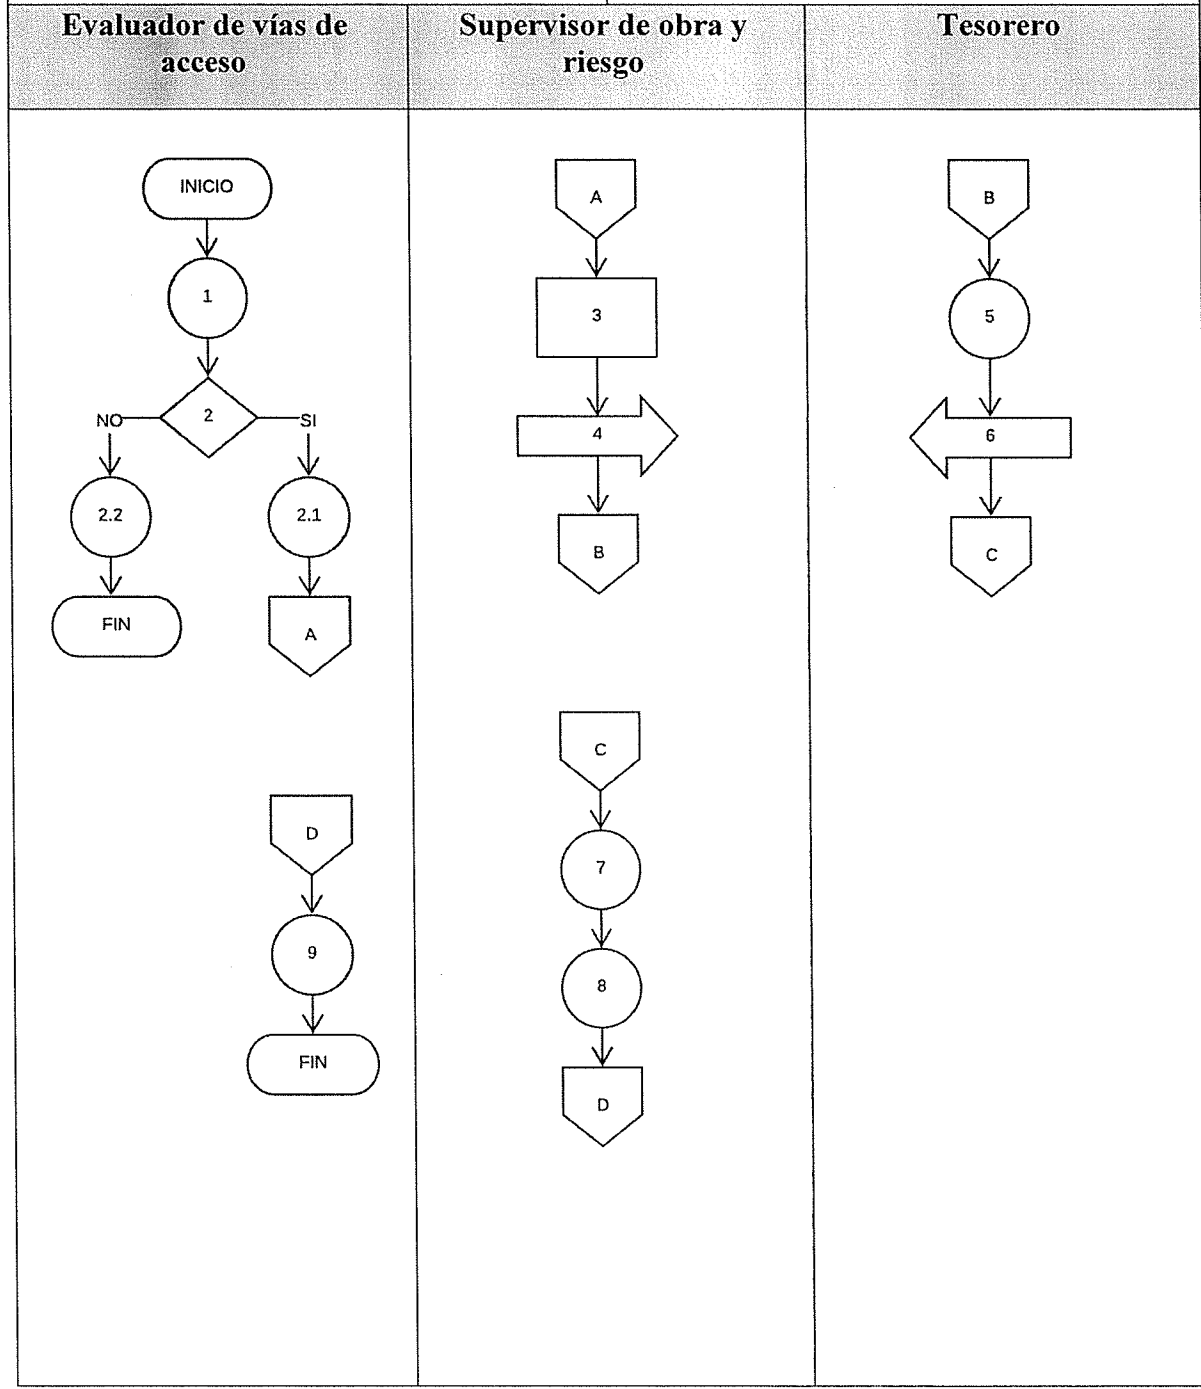 Evaluador de vías de
acceso
Supervisor de obra y
riesgo
Tesorero
INICIO
1
2
NO
SI
2.2
2.1
FIN
A
D
9
FIN
A
3
4
B
C
7
8
D
B
5
6
C